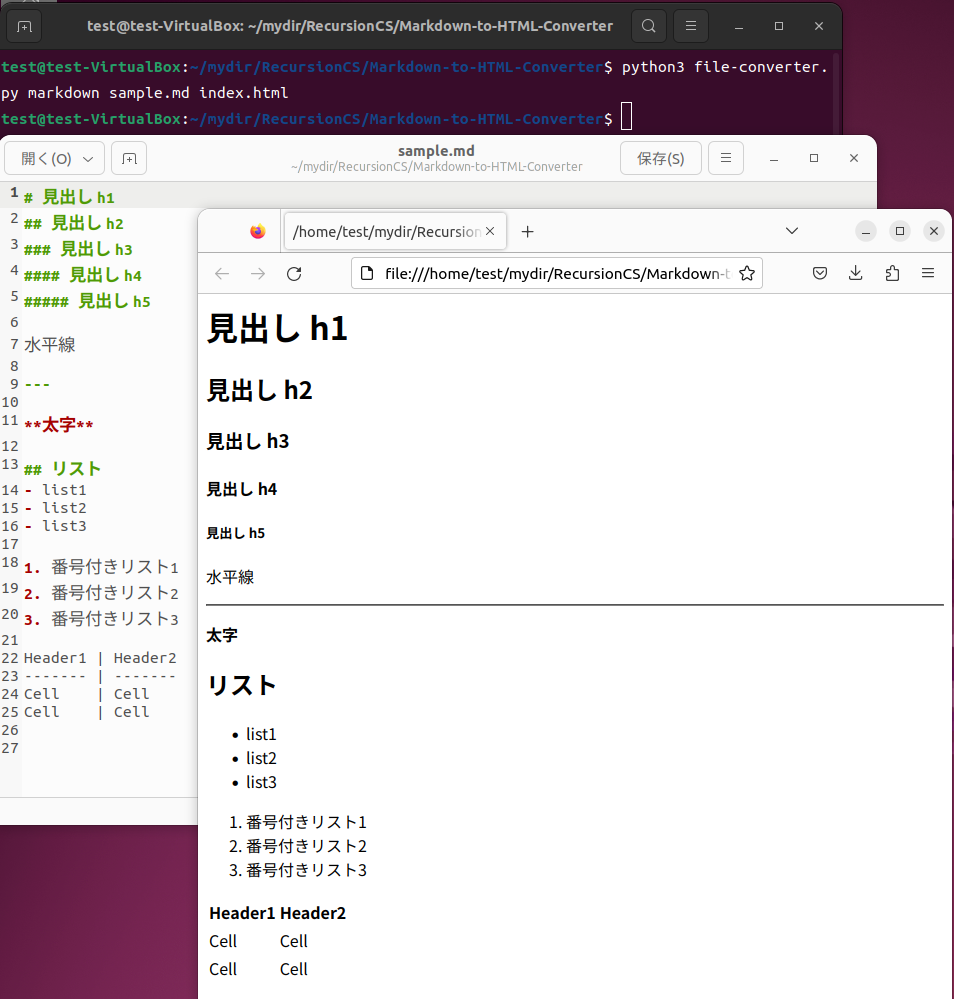 test@test-VirtualBox: ~/mydir/RecursionCS/Markdown-to-HTML-Converter
test@test-VirtualBox:~/mydir/RecursionCS/Markdown-to-HTML-Converter$ python3 file-converter.
py markdown sample.md index.html
test@test-VirtualBox:~/mydir/RecursionCS/Markdown-to-HTML-Converter$
開く(O)
sample.md
~/mydir/RecursionCS/Markdown-to-HTML-Converter
保存(S)
1 # 見出し h1
2 ## 見出し h2
3 ### 見出し h3
4 #### 見出し h4
5 ##### 見出し h5
6
7 水平線
8
9 ---
10
11 **太字**
12
13 ## リスト
14 - list1
15 - list2
16 - list3
17
18 1. 番号付きリスト1
19 2. 番号付きリスト2
20 3. 番号付きリスト3
21
22 Header1 | Header2
23 ------- | -------
24 Cell    | Cell
25 Cell    | Cell
26
27
/home/test/mydir/Recursion
file:///home/test/mydir/RecursionCS/Markdown-t
見出し h1
見出し h2
見出し h3
見出し h4
見出し h5
水平線
太字
リスト
• list1
• list2
• list3
1. 番号付きリスト1
2. 番号付きリスト2
3. 番号付きリスト3
Header1 Header2
Cell Cell
Cell Cell